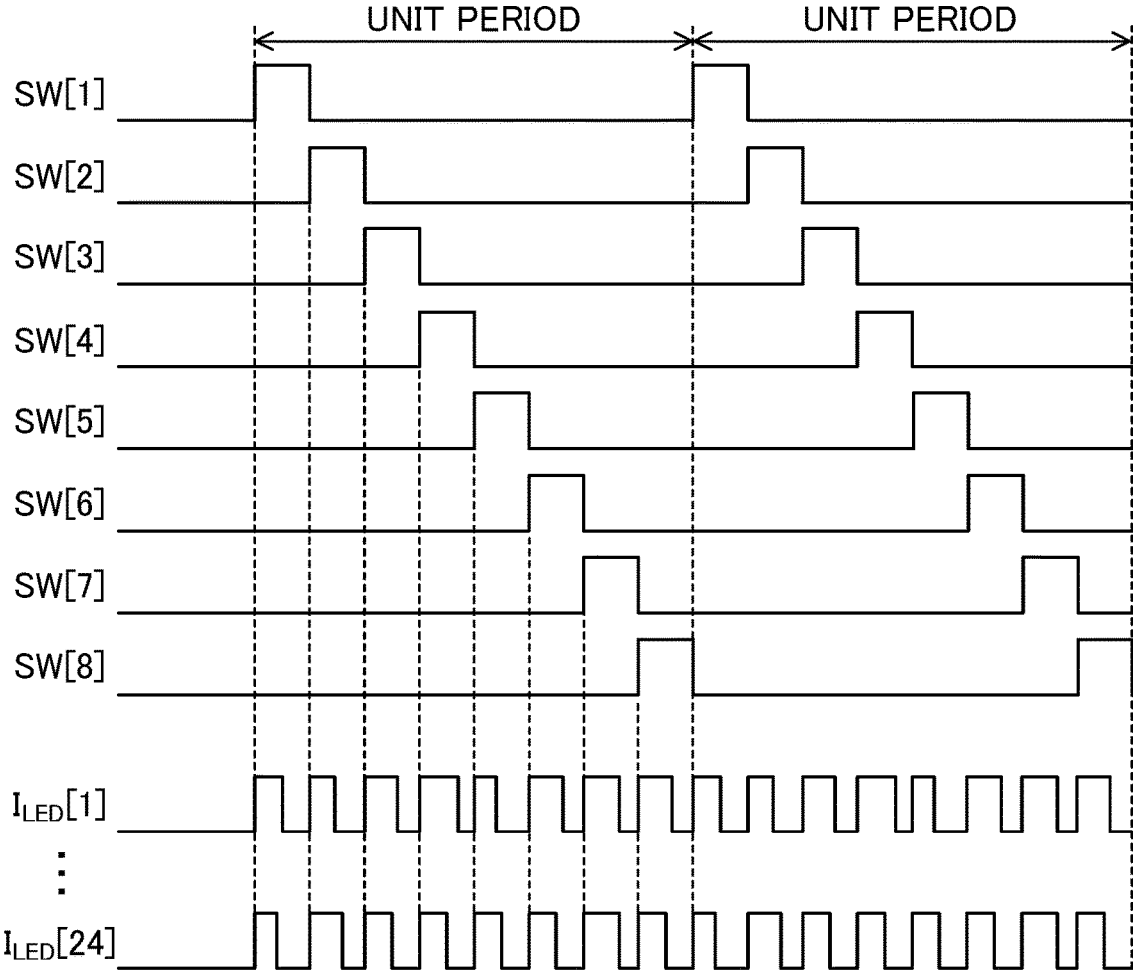 UNIT PERIOD UNIT PERIOD
SW[1]
SW[2]
SW[3]
SW[4]
SW[5]
SW[6]
SW[7]
SW[8]
ILED[1]
⋮
ILED[24]